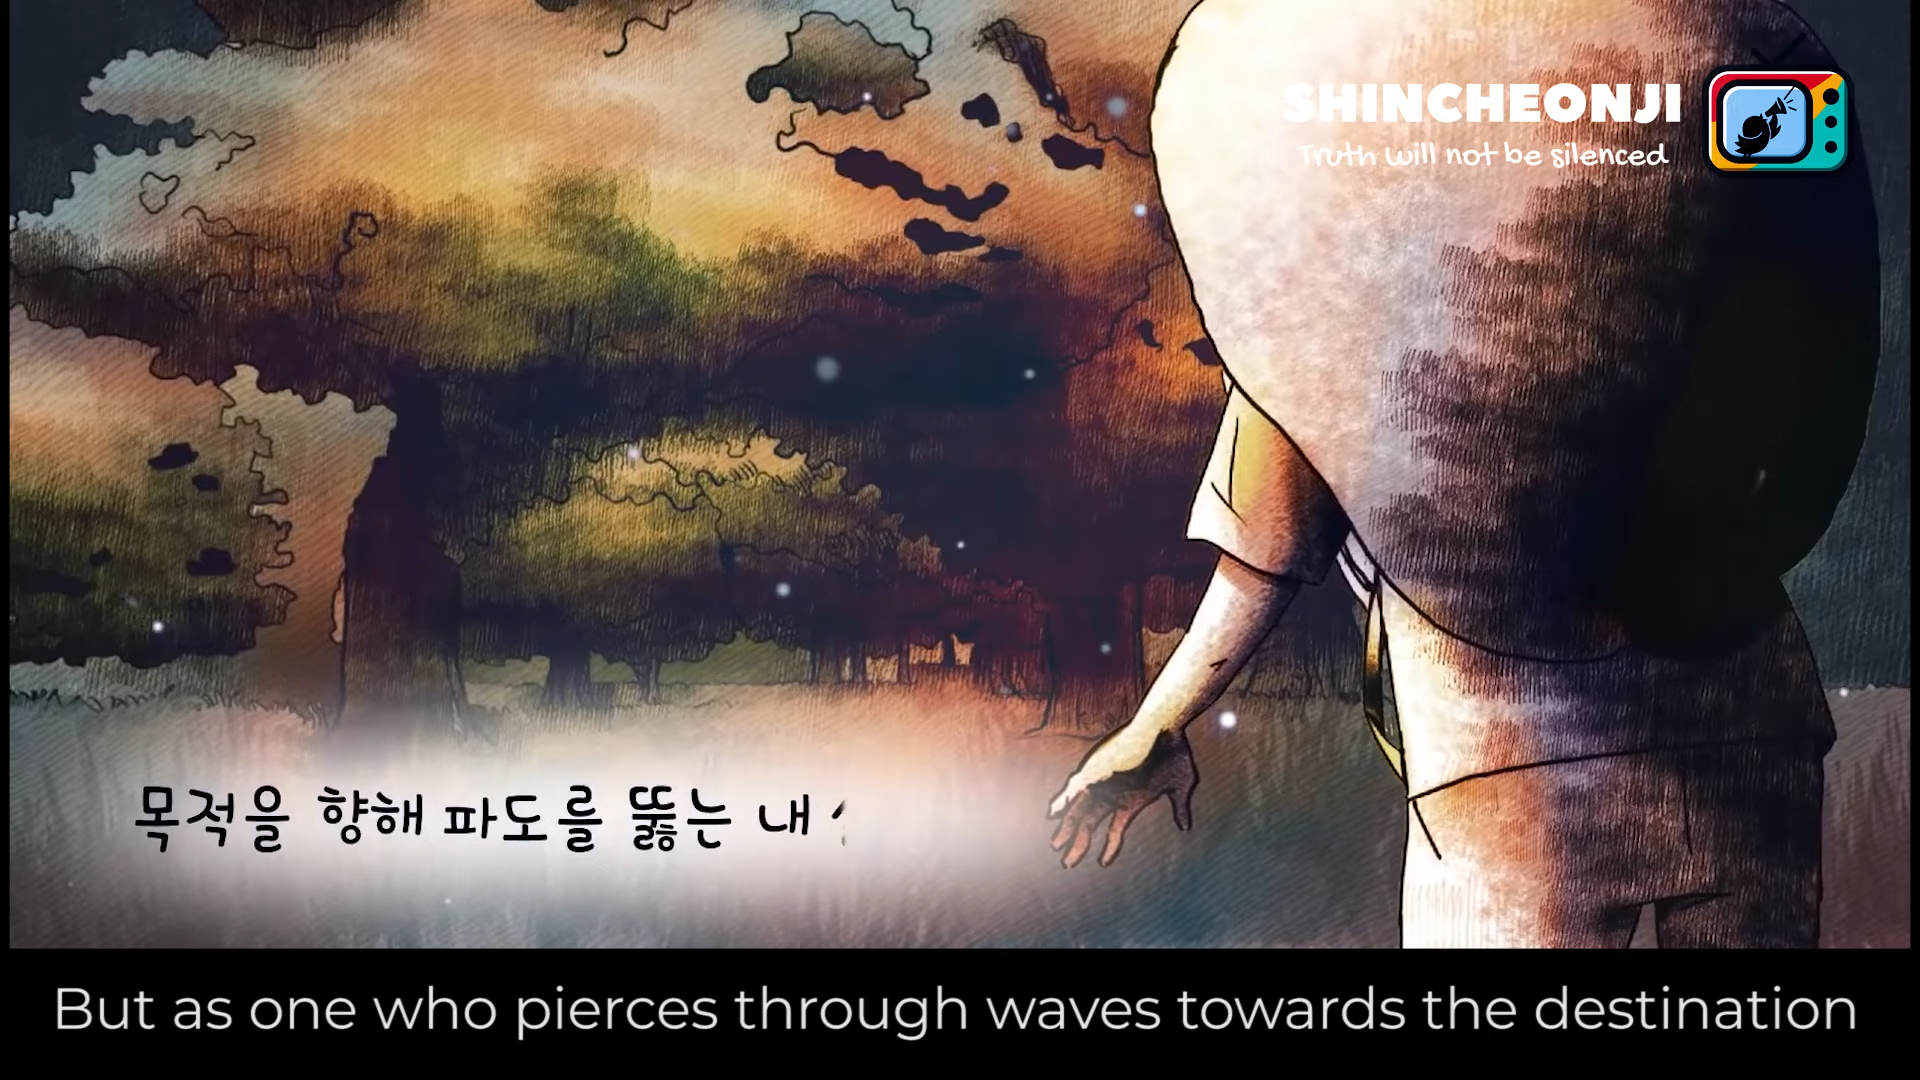 SHINCHEONJI
Truth will not be silenced
목적을 향해 파도를 뚫는 내
But as one who pierces through waves towards the destination